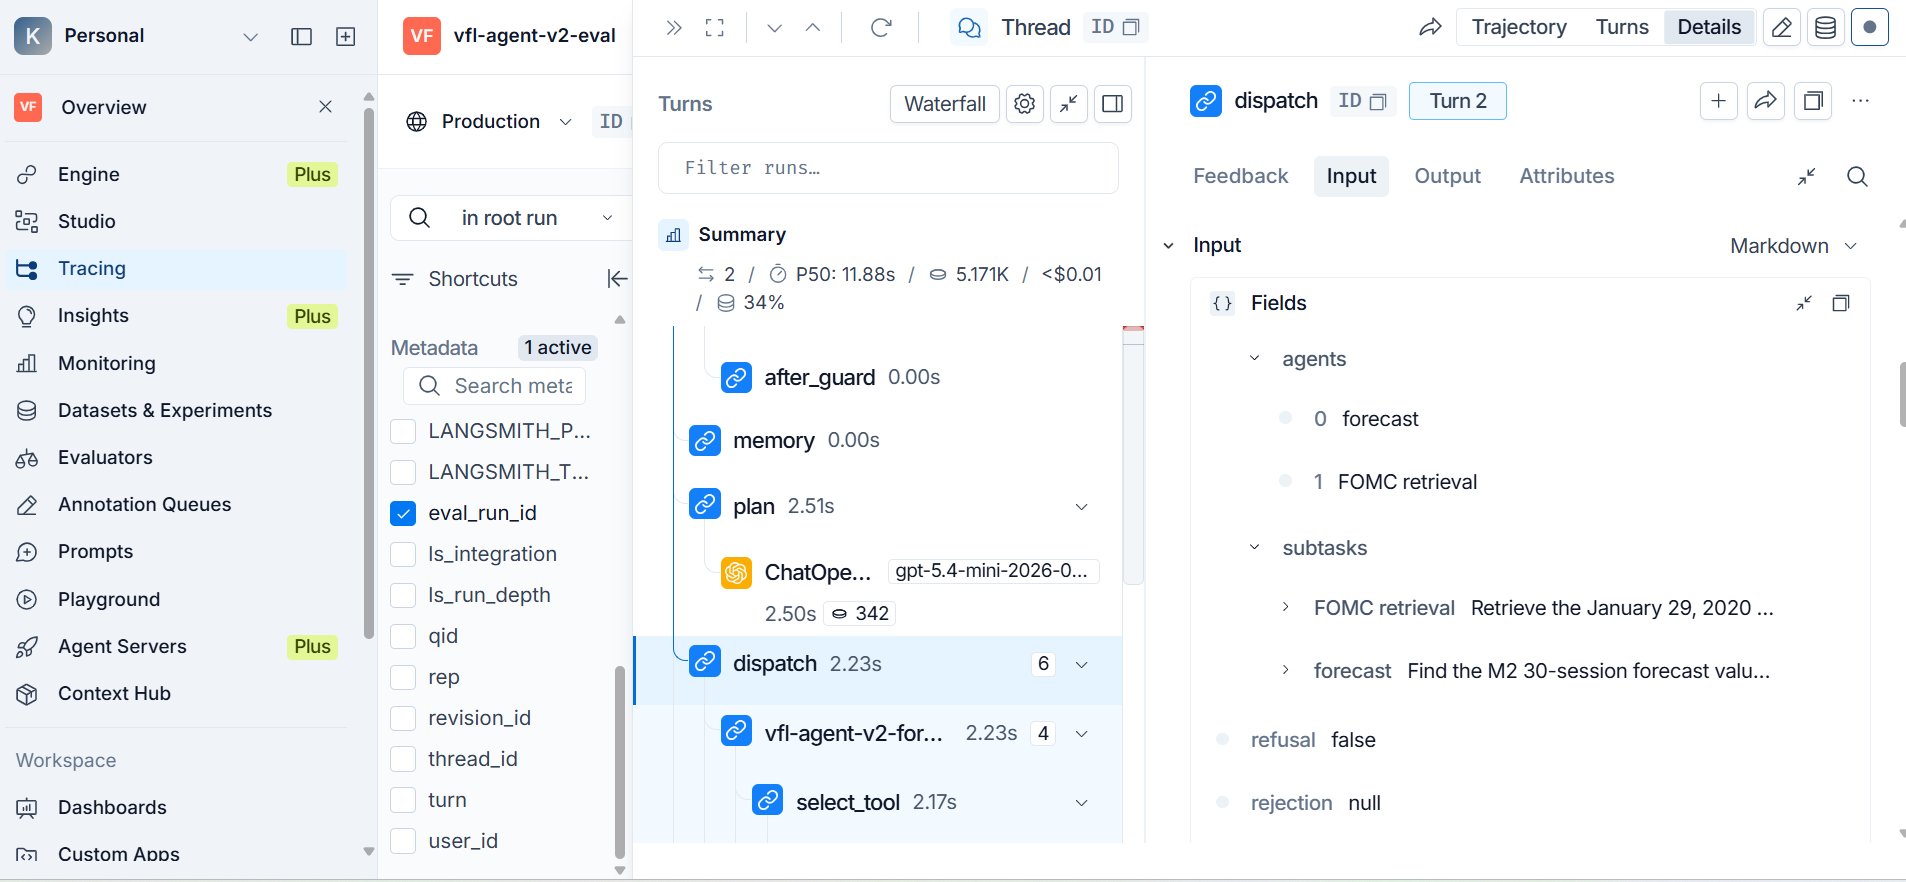 K Personal
VF Overview
Engine Plus
Studio
Tracing
Insights Plus
Monitoring
Datasets & Experiments
Evaluators
Annotation Queues
Prompts
Playground
Agent Servers Plus
Context Hub
Workspace
Dashboards
Custom Apps
VF vfl-agent-v2-eval
Production ID
in root run
Shortcuts
Metadata 1 active
Search meta
LANGSMITH_P...
LANGSMITH_T...
eval_run_id
ls_integration
ls_run_depth
qid
rep
revision_id
thread_id
turn
user_id
Thread ID
Trajectory Turns Details
Turns Waterfall
Filter runs...
Summary
2 / P50: 11.88s / 5.171K / <$0.01
/ 34%
after_guard 0.00s
memory 0.00s
plan 2.51s
ChatOpe... gpt-5.4-mini-2026-0...
2.50s 342
dispatch 2.23s 6
vfl-agent-v2-for... 2.23s 4
select_tool 2.17s
dispatch ID Turn 2
Feedback Input Output Attributes
Input Markdown
{} Fields
agents
0 forecast
1 FOMC retrieval
subtasks
FOMC retrieval Retrieve the January 29, 2020 ...
forecast Find the M2 30-session forecast valu...
refusal false
rejection null